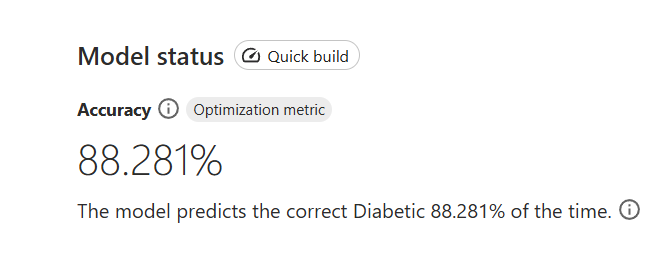 Model status Quick build
Accuracy Optimization metric
88.281%
The model predicts the correct Diabetic 88.281% of the time.